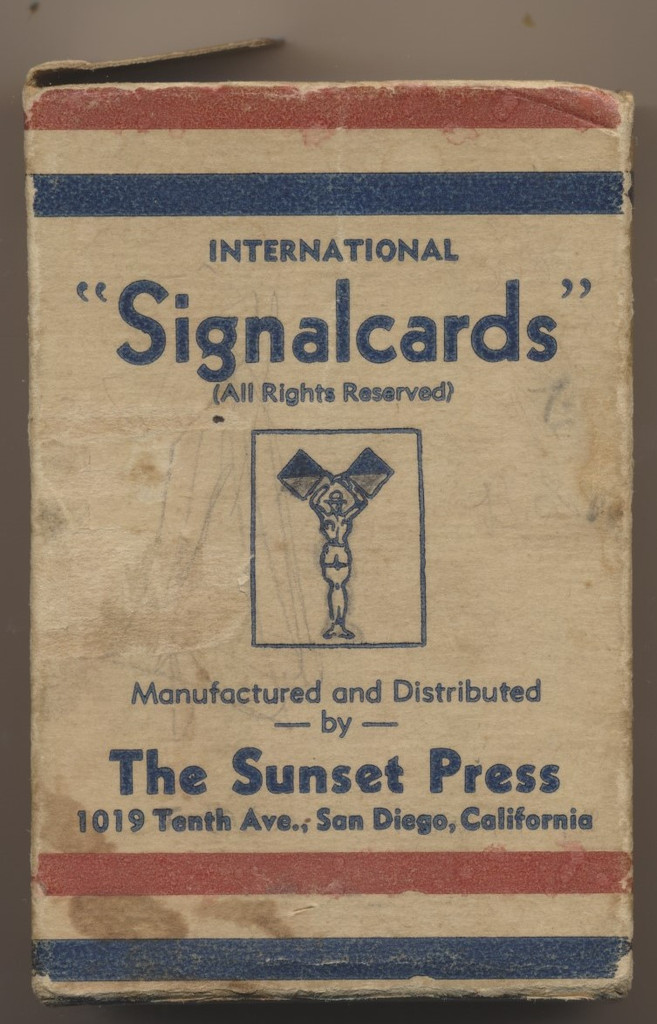 INTERNATIONAL
“Signalcards”
(All Rights Reserved)
Manufactured and Distributed
— by —
The Sunset Press
1019 Tenth Ave., San Diego, California